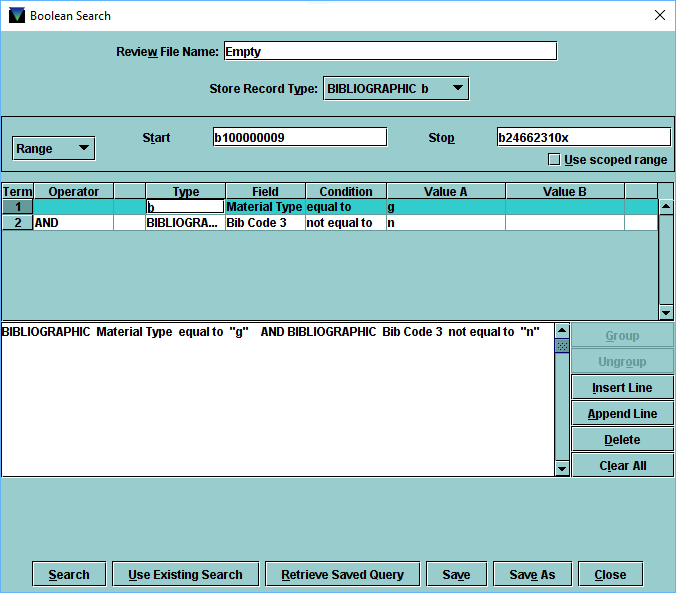 Boolean Search
Review File Name: Empty
Store Record Type: BIBLIOGRAPHIC b
Range Start b100000009 Stop b24662310x
Use scoped range
Term Operator Type Field Condition Value A Value B
1 b Material Type equal to g
2 AND BIBLIOGRA... Bib Code 3 not equal to n
BIBLIOGRAPHIC Material Type equal to "g" AND BIBLIOGRAPHIC Bib Code 3 not equal to "n"
Group
Ungroup
Insert Line
Append Line
Delete
Clear All
Search Use Existing Search Retrieve Saved Query Save Save As Close